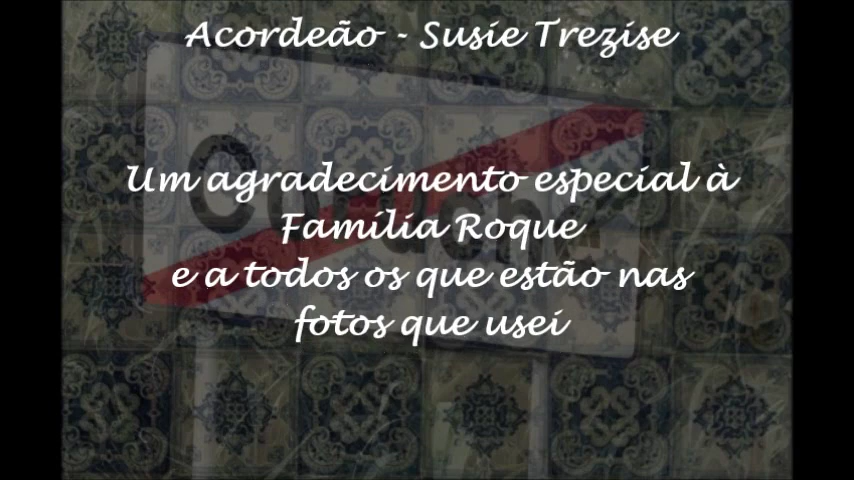 Acordeão - Susie Trezise
Um agradecimento especial à
Família Roque
e a todos os que estão nas
fotos que usei